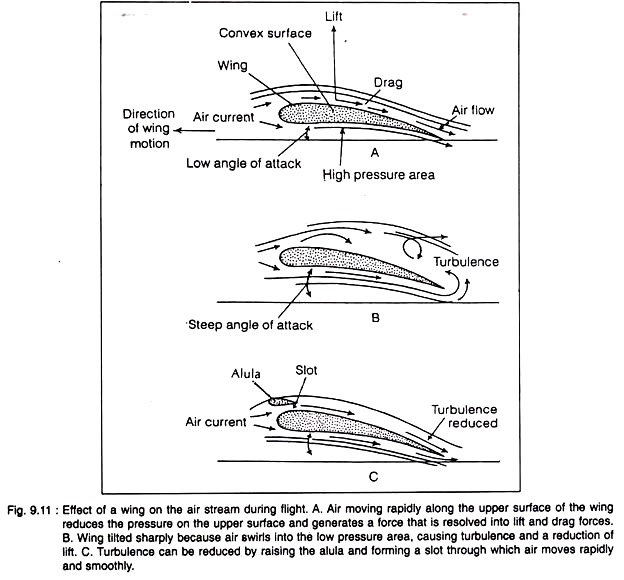 Lift
Convex surface
Wing
Drag
Air flow
Direction
of wing
motion
Air current
Low angle of attack
A
High pressure area
Turbulence
Steep angle of attack
B
Alula
Slot
Air current
Turbulence
reduced
C
Fig. 9.11 : Effect of a wing on the air stream during flight. A. Air moving rapidly along the upper surface of the wing
reduces the pressure on the upper surface and generates a force that is resolved into lift and drag forces.
B. Wing tilted sharply because air swirls into the low pressure area, causing turbulence and a reduction of
lift. C. Turbulence can be reduced by raising the alula and forming a slot through which air moves rapidly
and smoothly.